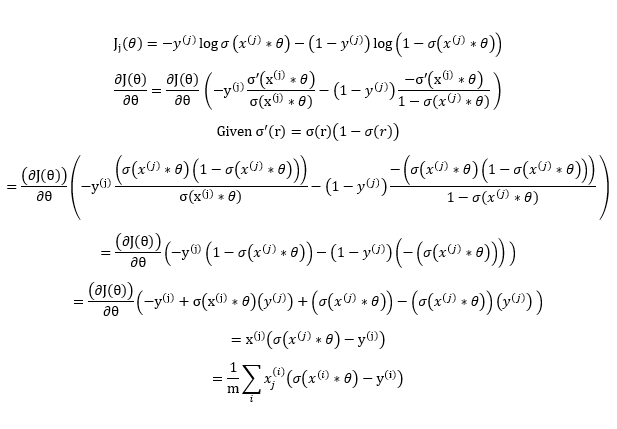 J_j(θ) = −y^(j) log σ(x^(j) * θ) − (1 − y^(j)) log(1 − σ(x^(j) * θ))
∂J(θ)/∂θ = ∂J(θ)/∂θ (−y^(j) σ′(x^(j) * θ)/σ(x^(j) * θ) − (1 − y^(j)) −σ′(x^(j) * θ)/1 − σ(x^(j) * θ))
Given σ′(r) = σ(r)(1 − σ(r))
= (∂J(θ))/∂θ (−y^(j) (σ(x^(j) * θ)(1 − σ(x^(j) * θ)))/σ(x^(j) * θ) − (1 − y^(j)) −(σ(x^(j) * θ)(1 − σ(x^(j) * θ)))/1 − σ(x^(j) * θ))
= (∂J(θ))/∂θ (−y^(j) (1 − σ(x^(j) * θ)) − (1 − y^(j))(−(σ(x^(j) * θ))) )
= (∂J(θ))/∂θ (−y^(j) + σ(x^(j) * θ)(y^(j)) + (σ(x^(j) * θ)) − (σ(x^(j) * θ))(y^(j)) )
= x^(j)(σ(x^(j) * θ) − y^(j))
= 1/m ∑_i x_j^(i)(σ(x^(i) * θ) − y^(i))